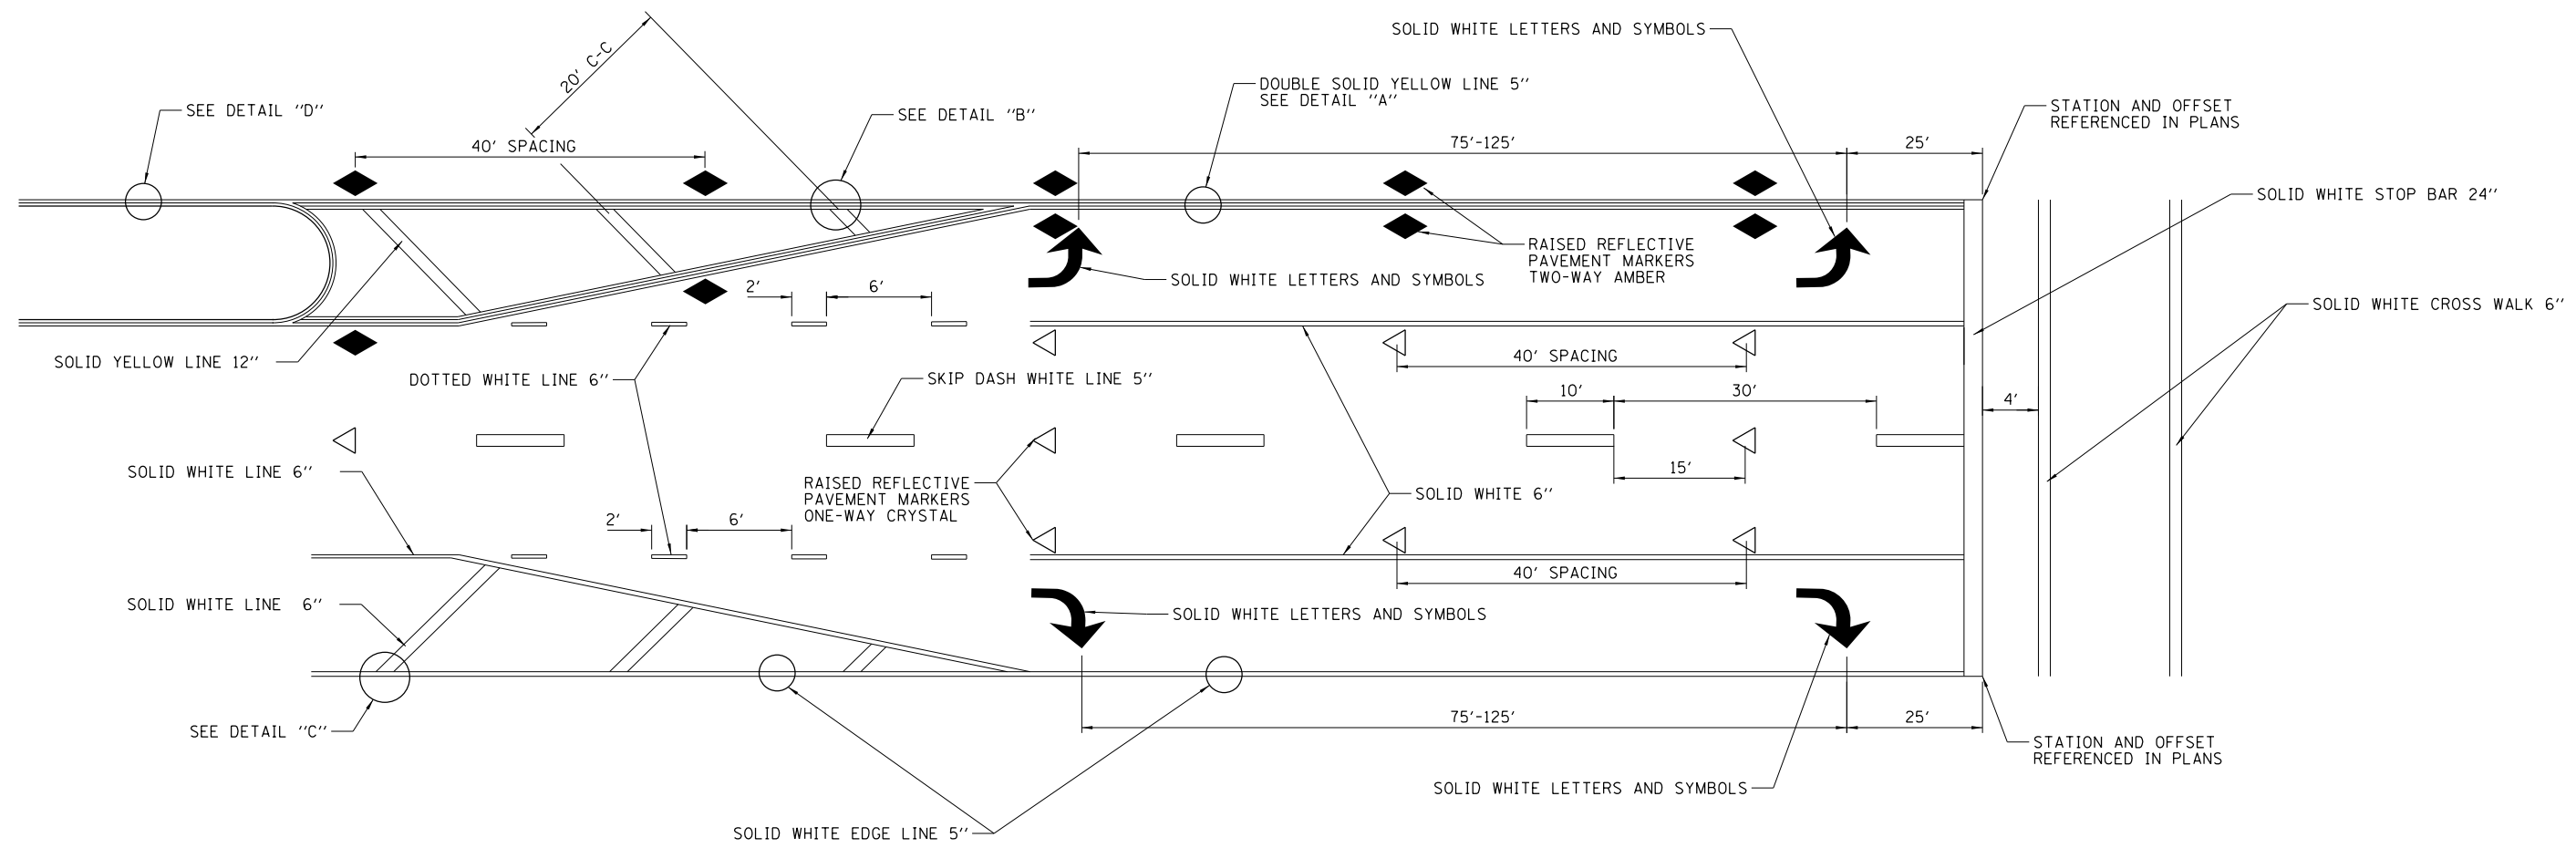 SOLID WHITE LETTERS AND SYMBOLS
20' C-C
DOUBLE SOLID YELLOW LINE 5"
SEE DETAIL "A"
SEE DETAIL "D"
SEE DETAIL "B"
STATION AND OFFSET
REFERENCED IN PLANS
40' SPACING
75'-125'
25'
SOLID WHITE STOP BAR 24"
RAISED REFLECTIVE
PAVEMENT MARKERS
TWO-WAY AMBER
SOLID WHITE LETTERS AND SYMBOLS
2'
6'
SOLID WHITE CROSS WALK 6"
SOLID YELLOW LINE 12"
40' SPACING
DOTTED WHITE LINE 6"
SKIP DASH WHITE LINE 5"
10'
30'
4'
SOLID WHITE LINE 6"
15'
RAISED REFLECTIVE
PAVEMENT MARKERS
ONE-WAY CRYSTAL
SOLID WHITE 6"
2'
6'
40' SPACING
SOLID WHITE LINE 6"
SOLID WHITE LETTERS AND SYMBOLS
SEE DETAIL "C"
75'-125'
25'
STATION AND OFFSET
REFERENCED IN PLANS
SOLID WHITE LETTERS AND SYMBOLS
SOLID WHITE EDGE LINE 5"